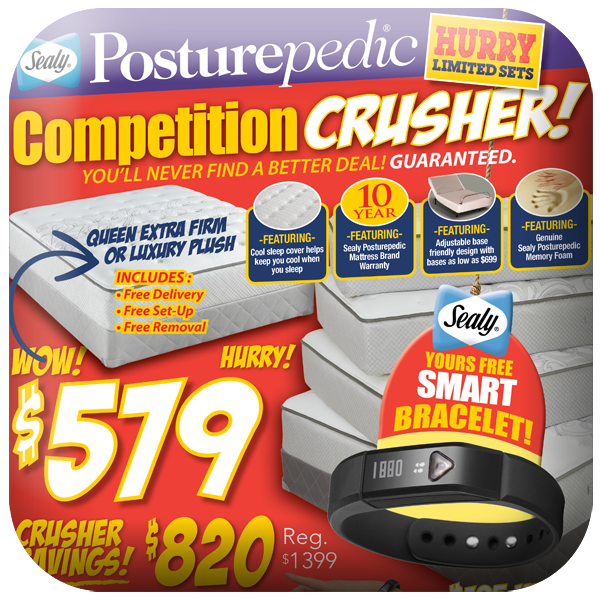 Sealy
Posturepedic®
HURRY
LIMITED SETS
Competition CRUSHER!
YOU'LL NEVER FIND A BETTER DEAL! GUARANTEED.
QUEEN EXTRA FIRM
OR LUXURY PLUSH
INCLUDES :
• Free Delivery
• Free Set-Up
• Free Removal
-FEATURING-
Cool sleep cover helps
keep you cool when
you sleep
10
YEAR
-FEATURING-
Sealy Posturepedic
Mattress Brand
Warranty
-FEATURING-
Adjustable base
friendly design with
bases as low as $699
-FEATURING-
Genuine
Sealy Posturepedic
Memory Foam
WOW!
HURRY!
$579
Sealy
YOURS FREE
SMART
BRACELET!
CRUSHER
SAVINGS!
$820
Reg.
$1399